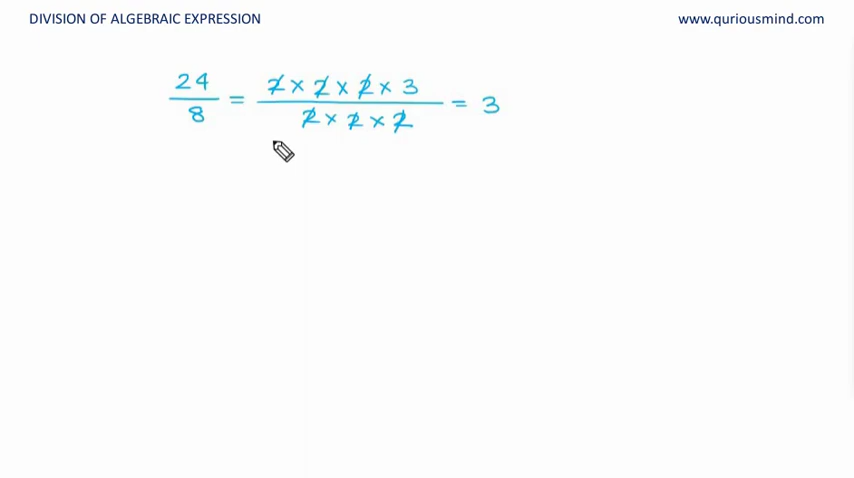 DIVISION OF ALGEBRAIC EXPRESSION
www.quriousmind.com
24/8 = 2 × 2 × 2 × 3 / 2 × 2 × 2 = 3